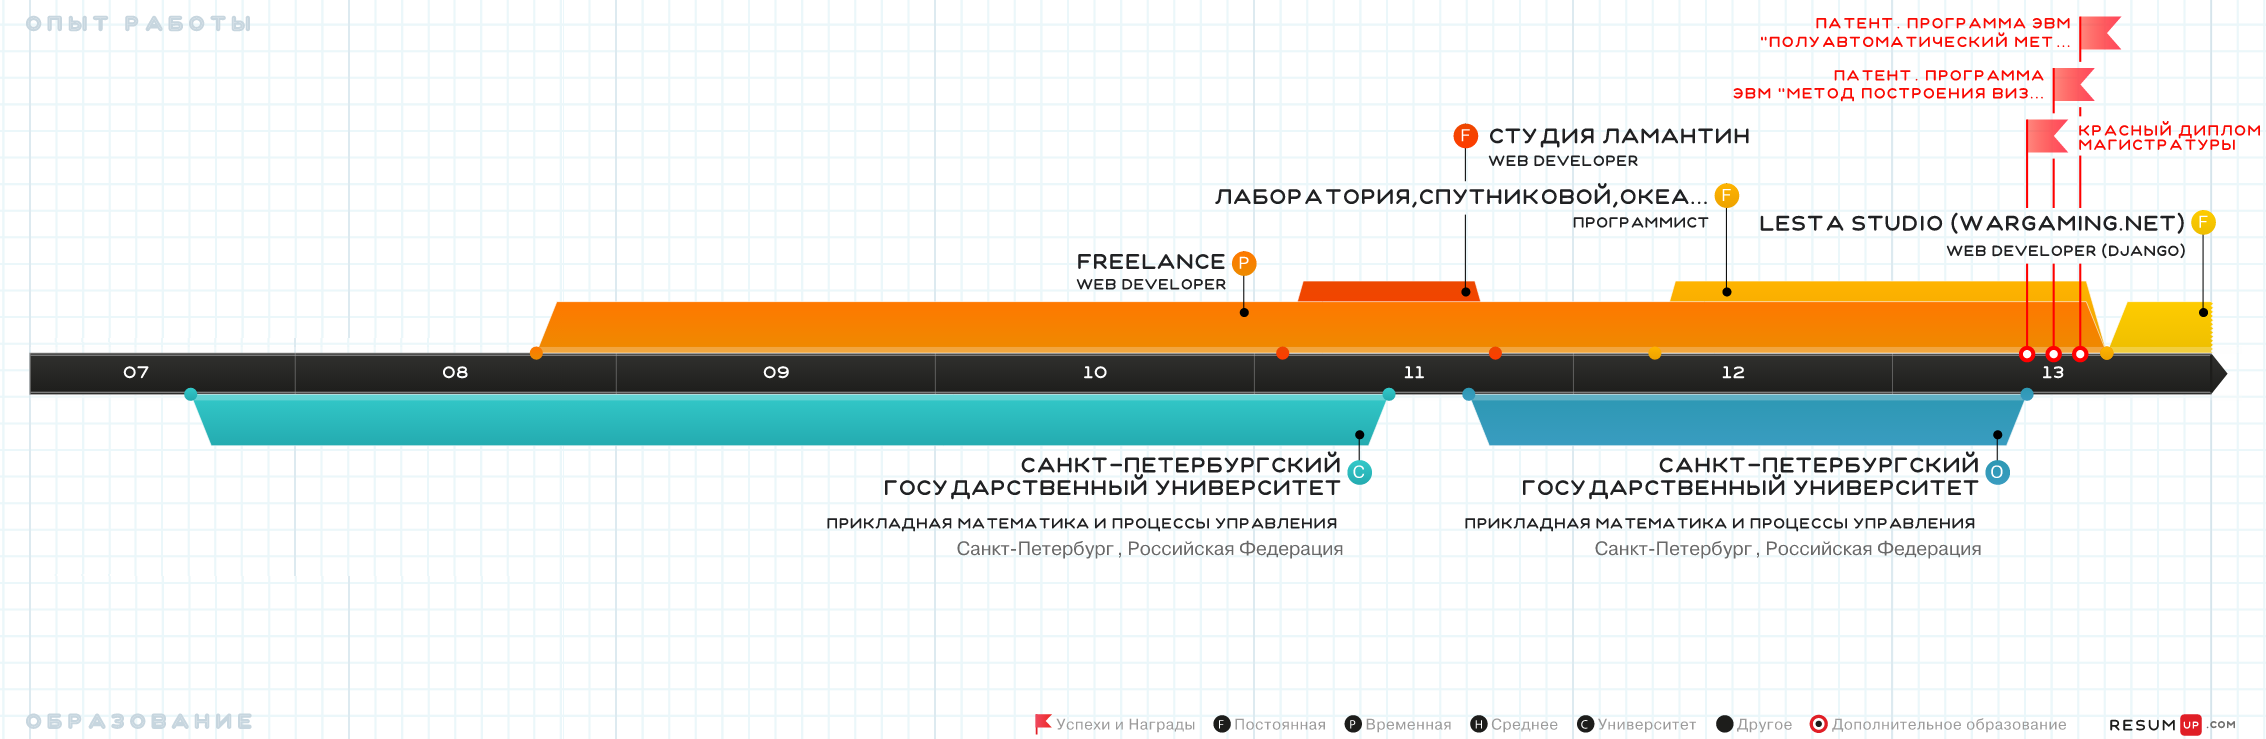 ОПЫТ РАБОТЫ
ПАТЕНТ. ПРОГРАММА ЭВМ
"ПОЛУАВТОМАТИЧЕСКИЙ МЕТ...
ПАТЕНТ. ПРОГРАММА
ЭВМ "МЕТОД ПОСТРОЕНИЯ ВИЗ...
КРАСНЫЙ ДИПЛОМ
МАГИСТРАТУРЫ
F СТУДИЯ ЛАМАНТИН
WEB DEVELOPER
ЛАБОРАТОРИЯ,СПУТНИКОВОЙ,ОКЕА... F
ПРОГРАММИСТ
LESTA STUDIO (WARGAMING.NET) F
WEB DEVELOPER (DJANGO)
FREELANCE P
WEB DEVELOPER
07 08 09 10 11 12 13
САНКТ-ПЕТЕРБУРГСКИЙ
ГОСУДАРСТВЕННЫЙ УНИВЕРСИТЕТ C
ПРИКЛАДНАЯ МАТЕМАТИКА И ПРОЦЕССЫ УПРАВЛЕНИЯ
Санкт-Петербург , Российская Федерация
САНКТ-ПЕТЕРБУРГСКИЙ
ГОСУДАРСТВЕННЫЙ УНИВЕРСИТЕТ O
ПРИКЛАДНАЯ МАТЕМАТИКА И ПРОЦЕССЫ УПРАВЛЕНИЯ
Санкт-Петербург , Российская Федерация
ОБРАЗОВАНИЕ
Успехи и Награды F Постоянная P Временная H Среднее C Университет Другое Дополнительное образование RESUM UP .COM